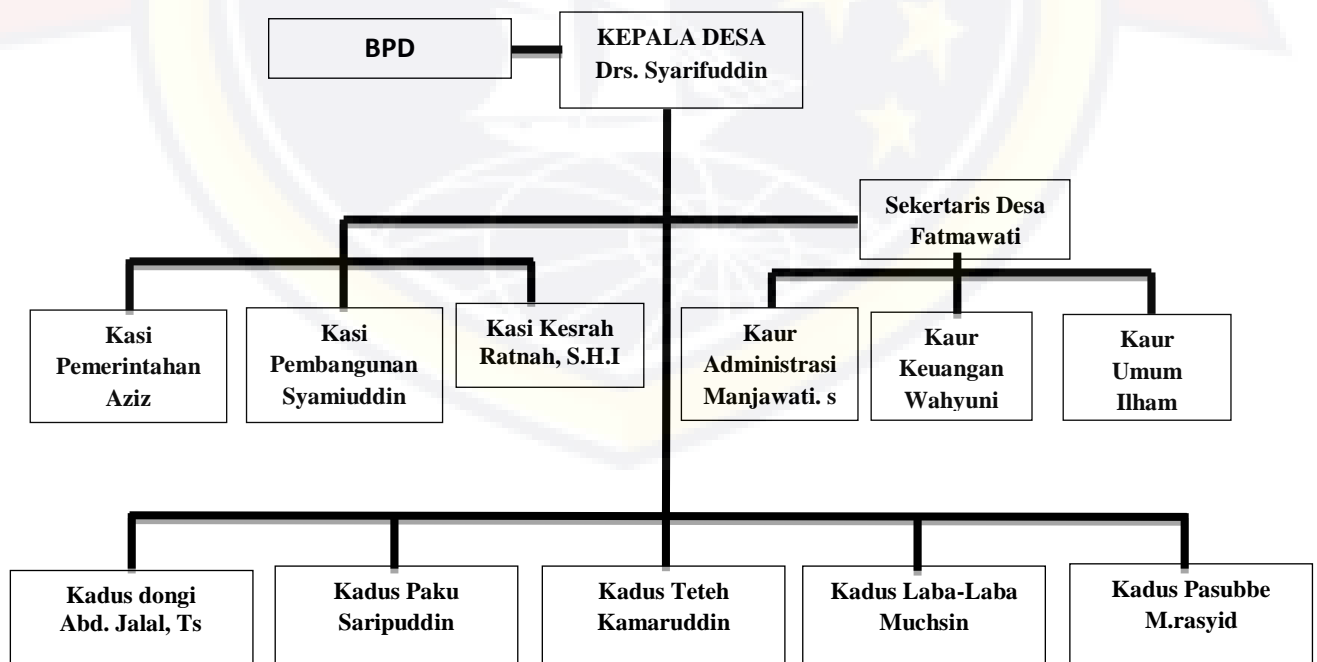 BPD
KEPALA DESA
Drs. Syarifuddin
Sekertaris Desa
Fatmawati
Kasi
Pemerintahan
Aziz
Kasi
Pembangunan
Syamiuddin
Kasi Kesrah
Ratnah, S.H.I
Kaur
Administrasi
Manjawati. s
Kaur
Keuangan
Wahyuni
Kaur
Umum
Ilham
Kadus dongi
Abd. Jalal, Ts
Kadus Paku
Saripuddin
Kadus Teteh
Kamaruddin
Kadus Laba-Laba
Muchsin
Kadus Pasubbe
M.rasyid